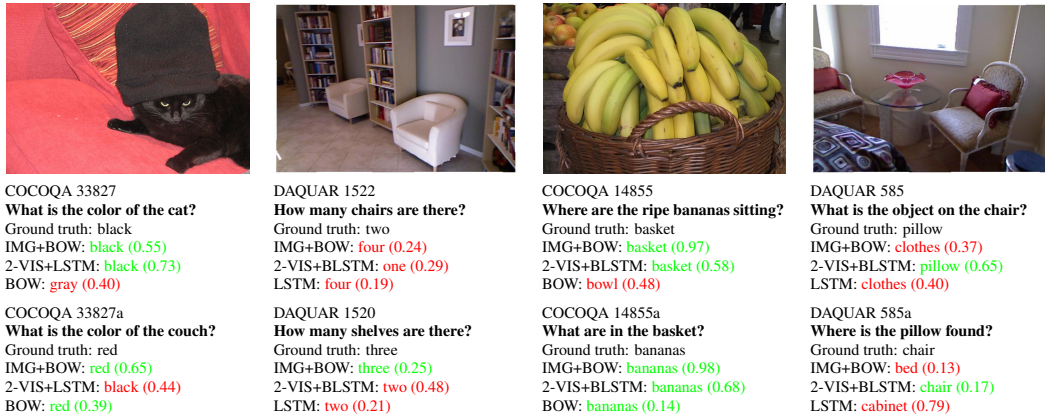 COCOQA 33827
What is the color of the cat?
Ground truth: black
IMG+BOW: black (0.55)
2-VIS+LSTM: black (0.73)
BOW: gray (0.40)
COCOQA 33827a
What is the color of the couch?
Ground truth: red
IMG+BOW: red (0.65)
2-VIS+LSTM: black (0.44)
BOW: red (0.39)
DAQUAR 1522
How many chairs are there?
Ground truth: two
IMG+BOW: four (0.24)
2-VIS+BLSTM: one (0.29)
LSTM: four (0.19)
DAQUAR 1520
How many shelves are there?
Ground truth: three
IMG+BOW: three (0.25)
2-VIS+BLSTM: two (0.48)
LSTM: two (0.21)
COCOQA 14855
Where are the ripe bananas sitting?
Ground truth: basket
IMG+BOW: basket (0.97)
2-VIS+BLSTM: basket (0.58)
BOW: bowl (0.48)
COCOQA 14855a
What are in the basket?
Ground truth: bananas
IMG+BOW: bananas (0.98)
2-VIS+BLSTM: bananas (0.68)
BOW: bananas (0.14)
DAQUAR 585
What is the object on the chair?
Ground truth: pillow
IMG+BOW: clothes (0.37)
2-VIS+BLSTM: pillow (0.65)
LSTM: clothes (0.40)
DAQUAR 585a
Where is the pillow found?
Ground truth: chair
IMG+BOW: bed (0.13)
2-VIS+BLSTM: chair (0.17)
LSTM: cabinet (0.79)